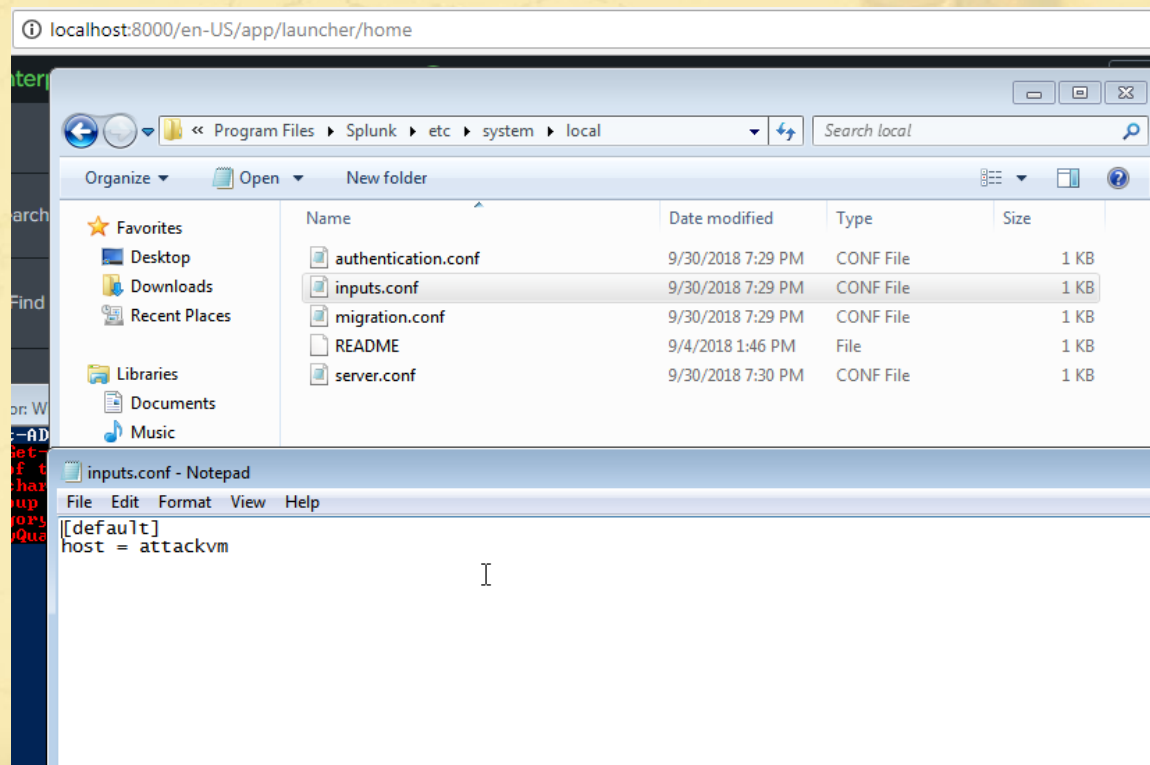 localhost:8000/en-US/app/launcher/home
« Program Files Splunk etc system local
Search local
Organize Open New folder
Favorites
Desktop
Downloads
Recent Places
Libraries
Documents
Music
Name Date modified Type Size
authentication.conf 9/30/2018 7:29 PM CONF File 1 KB
inputs.conf 9/30/2018 7:29 PM CONF File 1 KB
migration.conf 9/30/2018 7:29 PM CONF File 1 KB
README 9/4/2018 1:46 PM File 1 KB
server.conf 9/30/2018 7:30 PM CONF File 1 KB
Find
inputs.conf - Notepad
File Edit Format View Help
[default]
host = attackvm